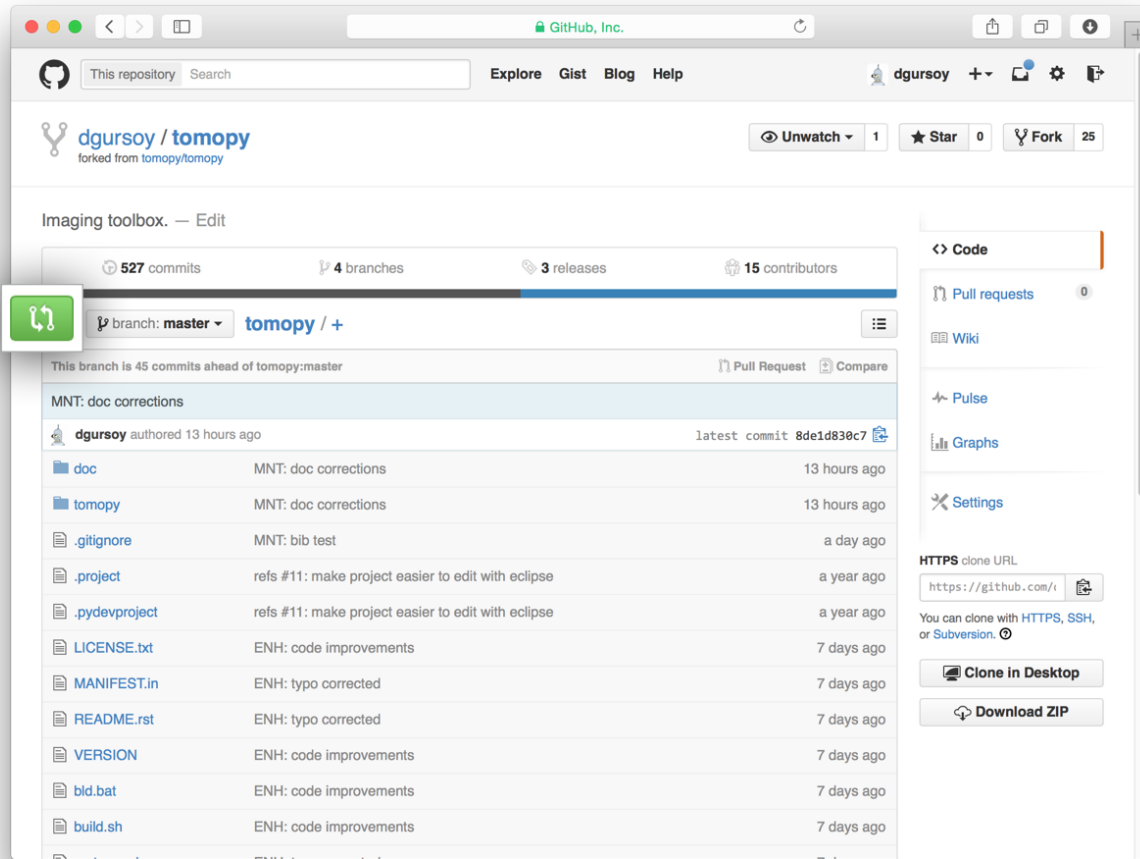 GitHub, Inc.
This repository Search Explore Gist Blog Help dgursoy
dgursoy / tomopy Unwatch 1 Star 0 Fork 25
forked from tomopy/tomopy
Imaging toolbox. — Edit
527 commits 4 branches 3 releases 15 contributors
branch: master tomopy / +
This branch is 45 commits ahead of tomopy:master Pull Request Compare
MNT: doc corrections
dgursoy authored 13 hours ago latest commit 8de1d830c7
doc MNT: doc corrections 13 hours ago
tomopy MNT: doc corrections 13 hours ago
.gitignore MNT: bib test a day ago
.project refs #11: make project easier to edit with eclipse a year ago
.pydevproject refs #11: make project easier to edit with eclipse a year ago
LICENSE.txt ENH: code improvements 7 days ago
MANIFEST.in ENH: typo corrected 7 days ago
README.rst ENH: typo corrected 7 days ago
VERSION ENH: code improvements 7 days ago
bld.bat ENH: code improvements 7 days ago
build.sh ENH: code improvements 7 days ago
Code
Pull requests 0
Wiki
Pulse
Graphs
Settings
HTTPS clone URL
https://github.com/
You can clone with HTTPS, SSH,
or Subversion.
Clone in Desktop
Download ZIP